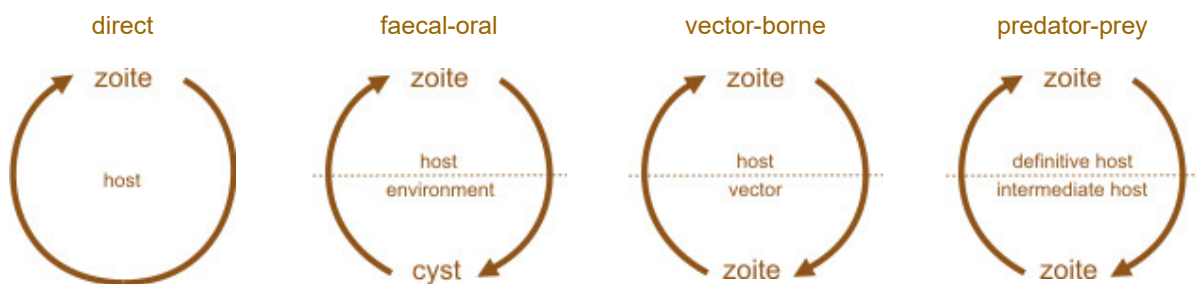 direct faecal-oral vector-borne predator-prey
zoite zoite zoite zoite
host host definitive host
host
environment vector intermediate host
cyst zoite zoite